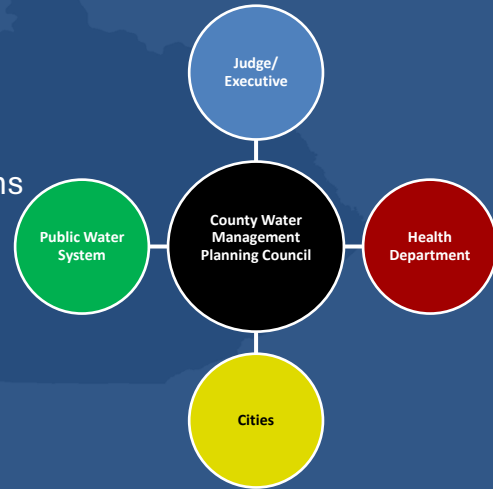 Judge/
Executive
ns
Public Water
System
County Water
Management
Planning Council
Health
Department
Cities